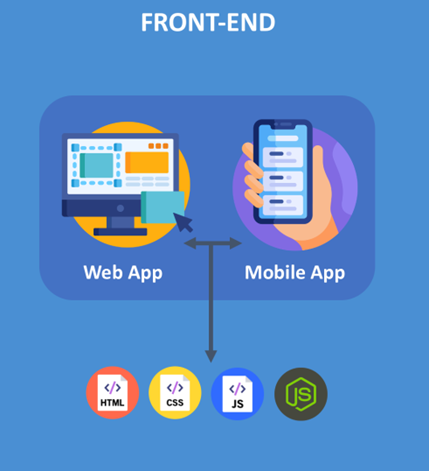 FRONT-END
Web App
Mobile App
</> HTML
</> CSS
</> JS
JS